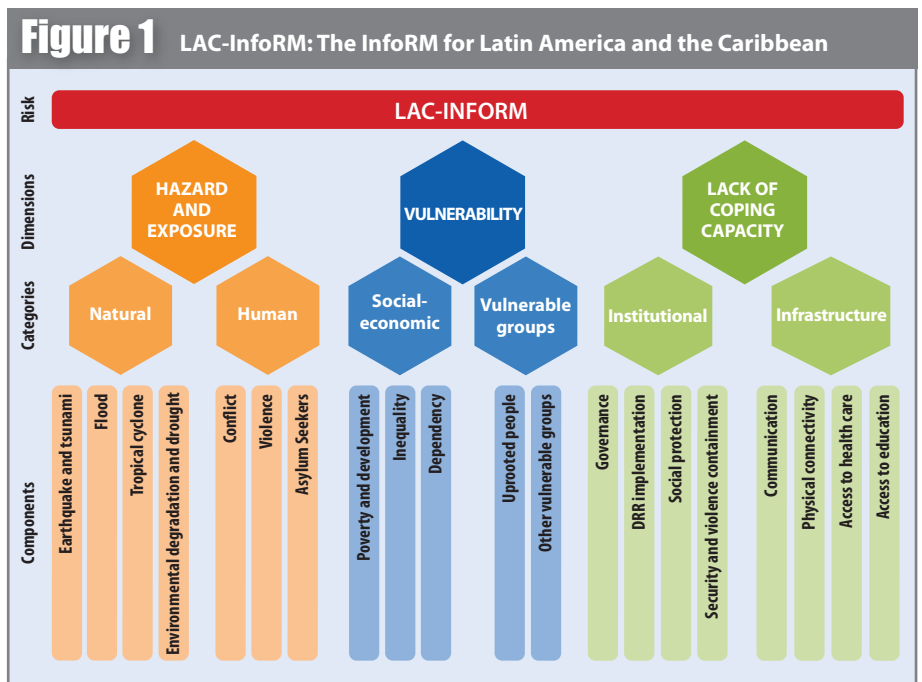 Figure 1 LAC-InfoRM: The InfoRM for Latin America and the Caribbean
Risk
LAC-INFORM
Dimensions
HAZARD
AND
EXPOSURE
VULNERABILITY
LACK OF
COPING
CAPACITY
Categories
Natural
Human
Social-
economic
Vulnerable
groups
Institutional
Infrastructure
Components
Earthquake and tsunami
Flood
Tropical cyclone
Environmental degradation and drought
Conflict
Violence
Asylum Seekers
Poverty and development
Inequality
Dependency
Uprooted people
Other vulnerable groups
Governance
DRR implementation
Social protection
Security and violence containment
Communication
Physical connectivity
Access to health care
Access to education